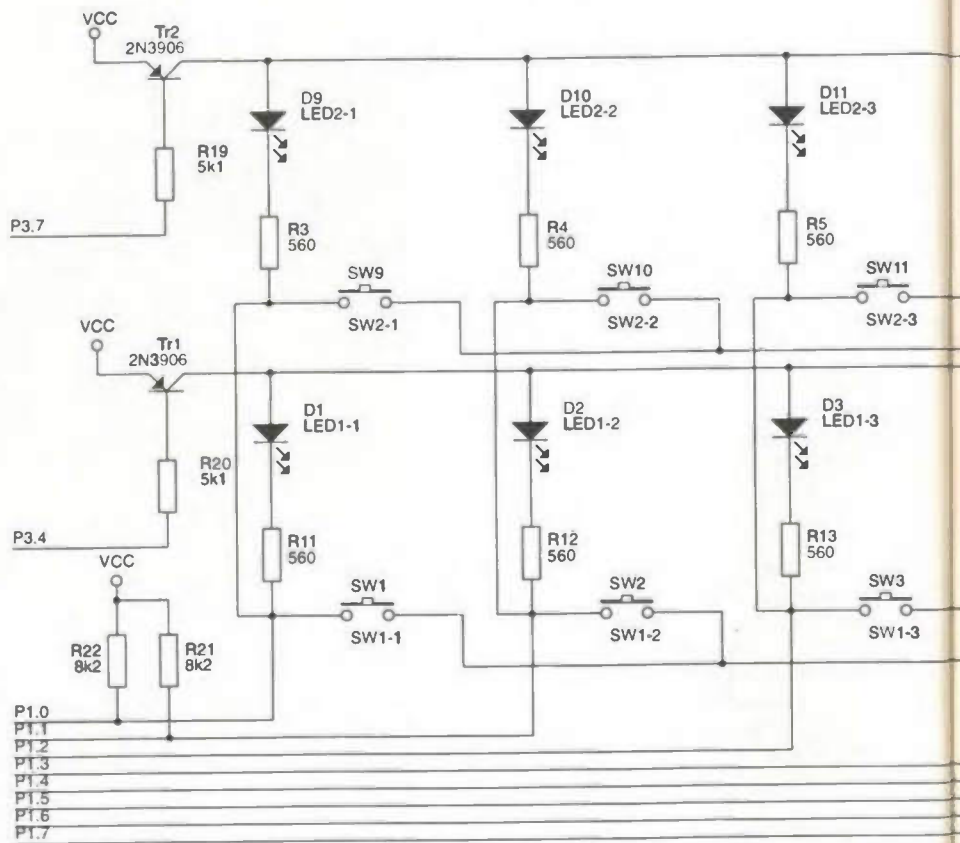 VCC
Tr2
2N3906
D9
LED2-1
D10
LED2-2
D11
LED2-3
R19
5k1
P3.7
R3
560
R4
560
R5
560
SW9
SW10
SW11
SW2-1
SW2-2
SW2-3
VCC
Tr1
2N3906
D1
LED1-1
D2
LED1-2
D3
LED1-3
R20
5k1
P3.4
R11
560
R12
560
R13
560
VCC
SW1
SW2
SW3
SW1-1
SW1-2
SW1-3
R22
8k2
R21
8k2
P1.0
P1.1
P1.2
P1.3
P1.4
P1.5
P1.6
P1.7